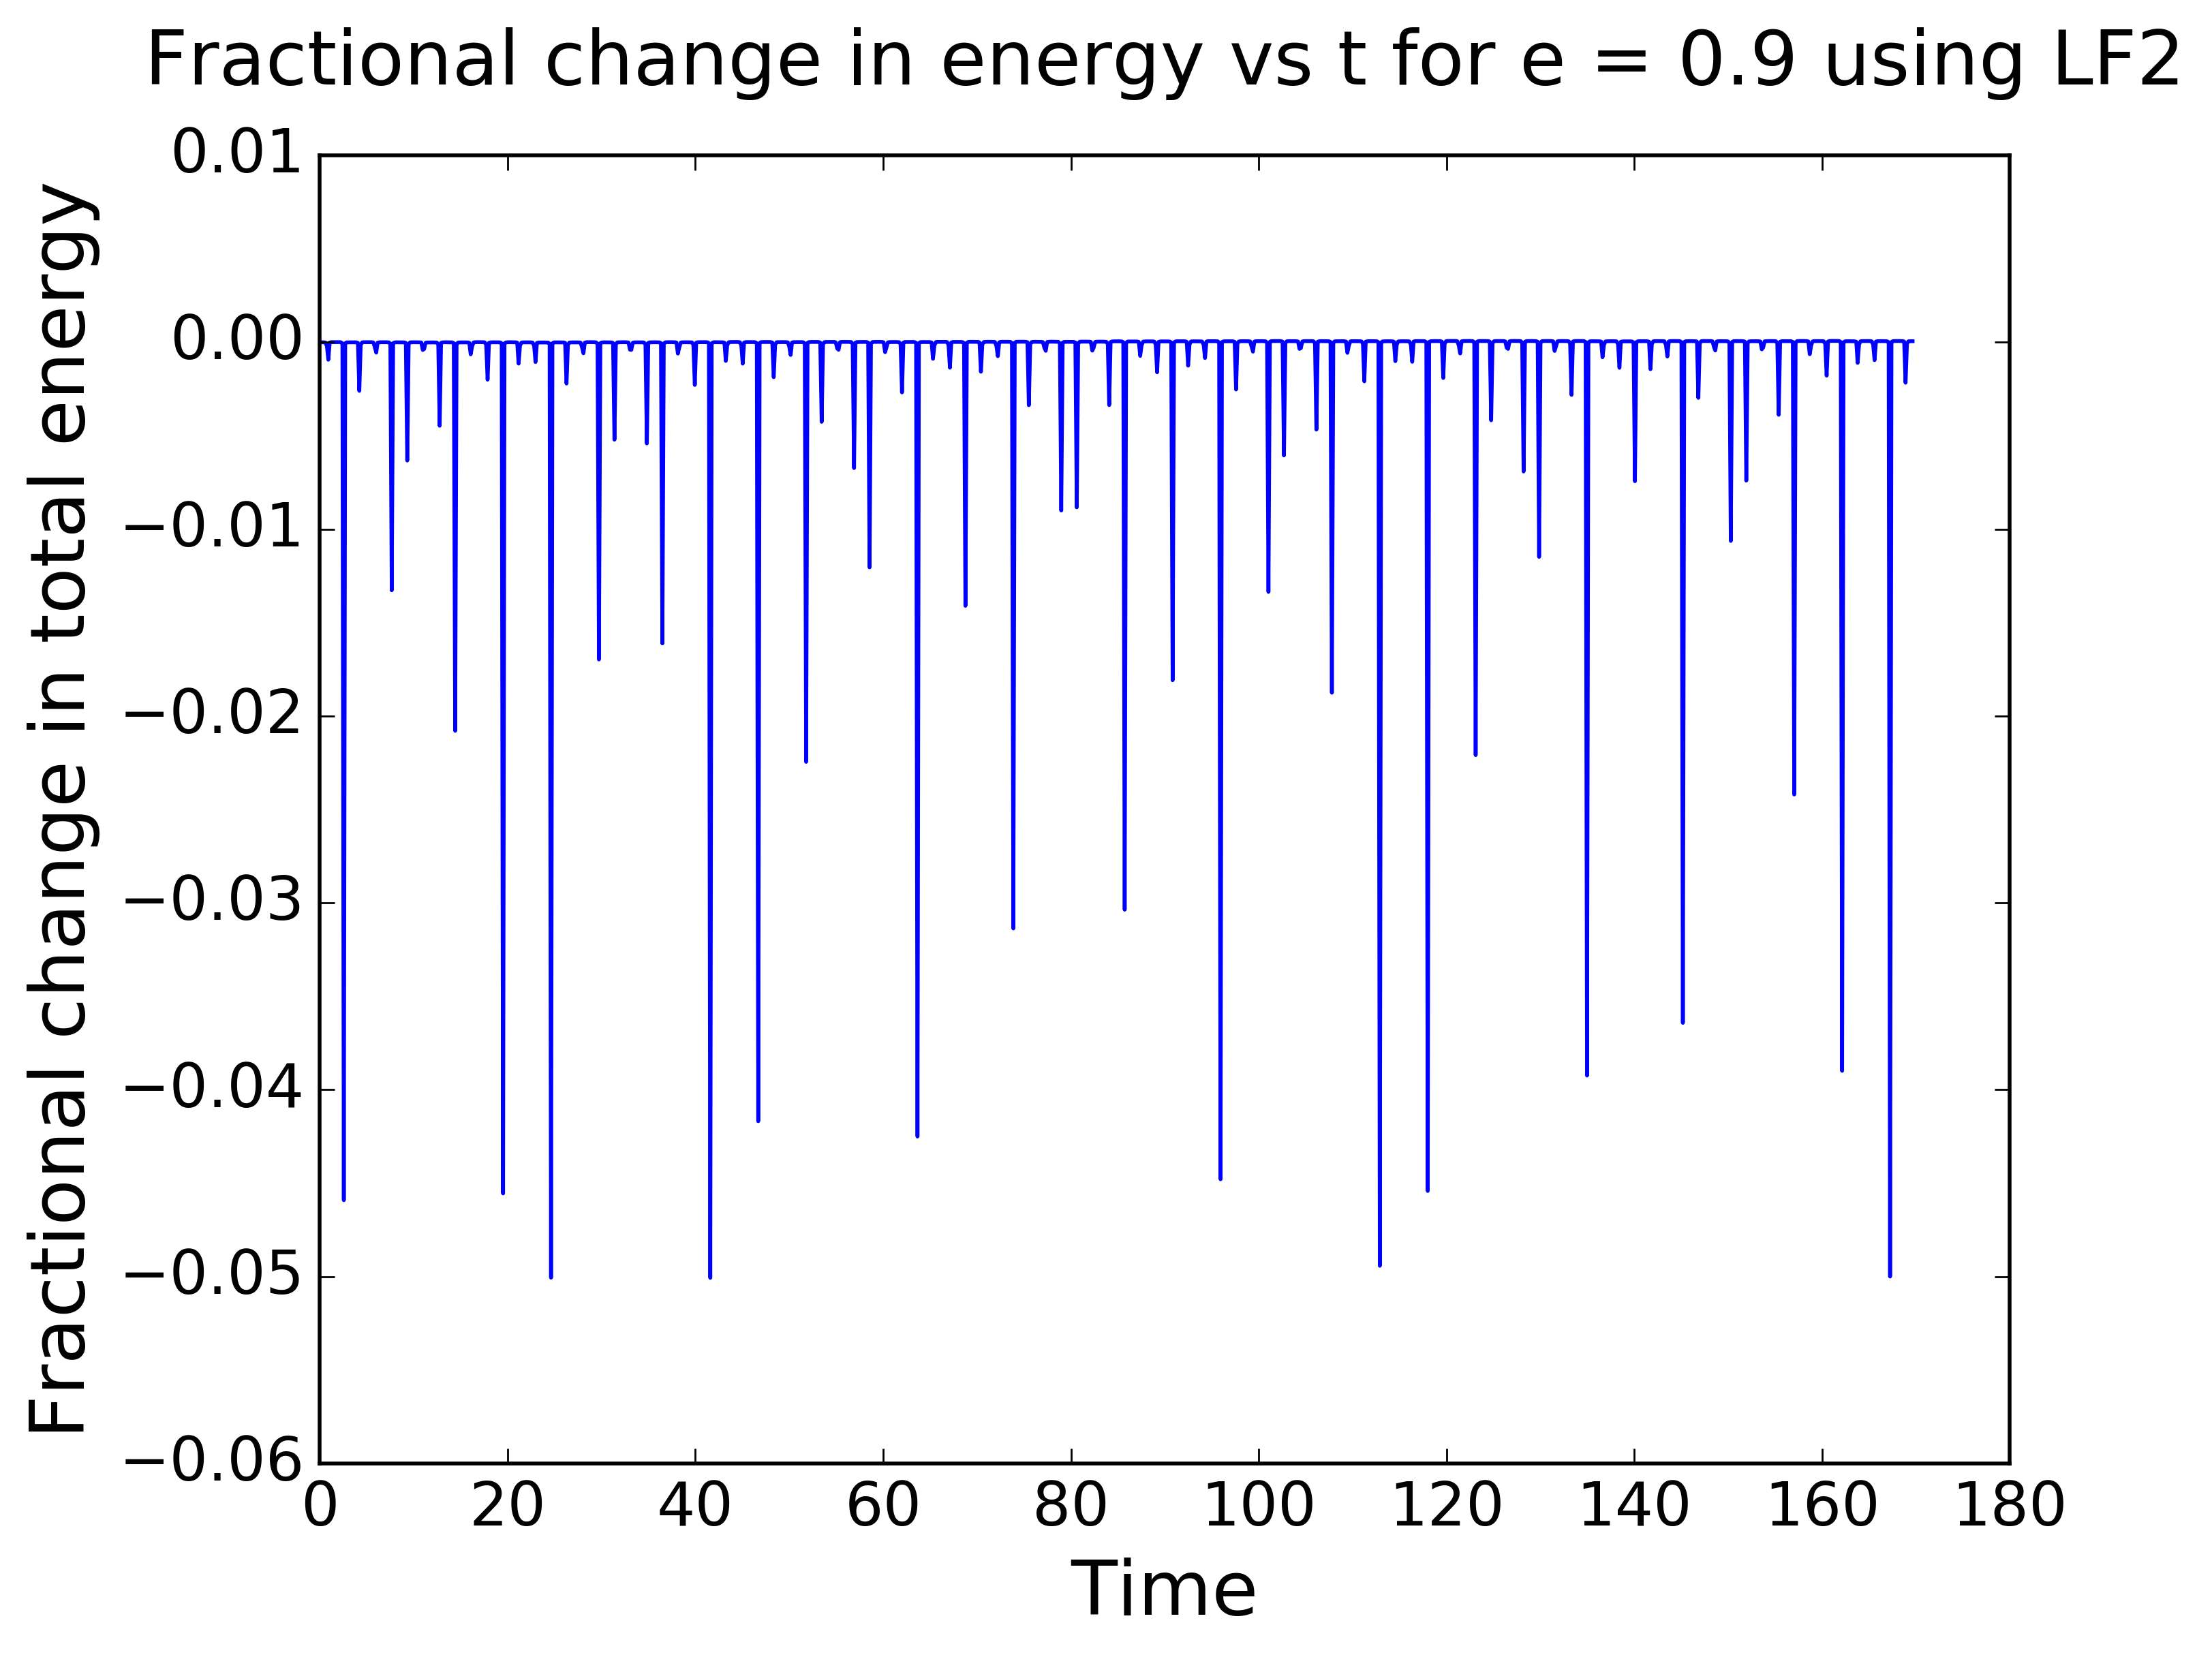 Fractional change in energy vs t for e = 0.9 using LF2
Fractional change in total energy
0.01
0.00
−0.01
−0.02
−0.03
−0.04
−0.05
−0.06
0 20 40 60 80 100 120 140 160 180
Time